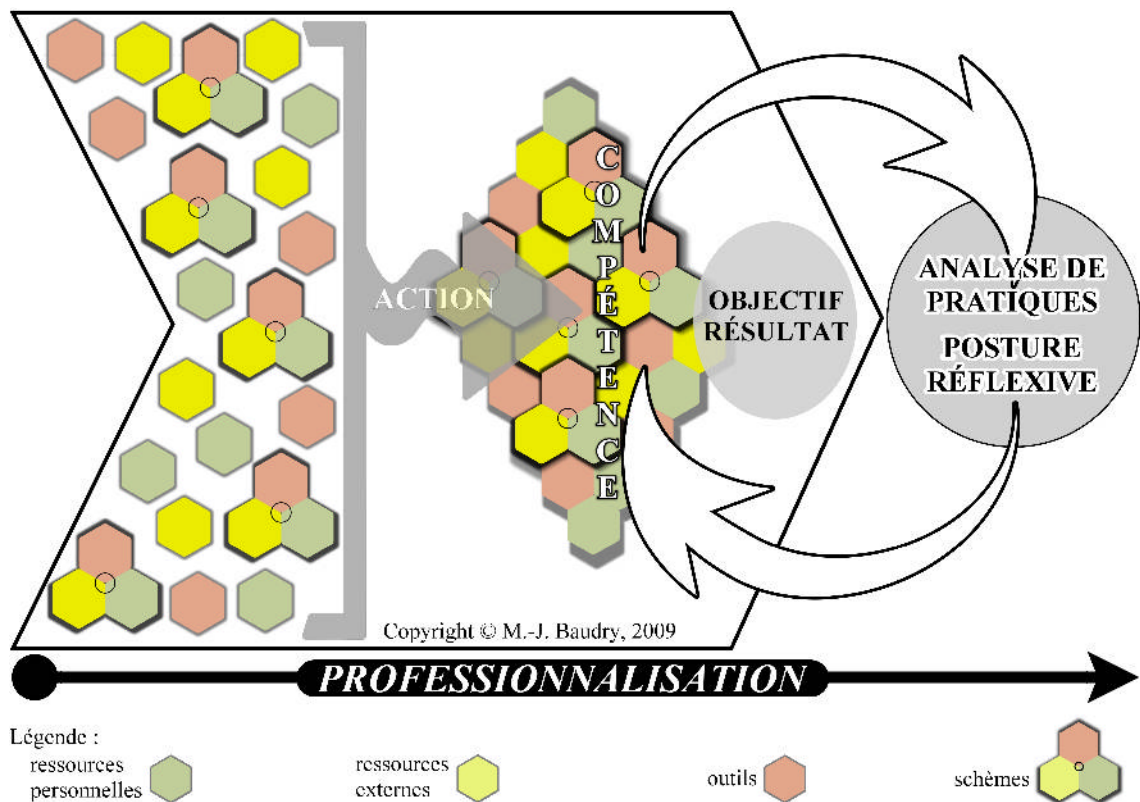 ACTION
COMPÉTENCE
OBJECTIF
RÉSULTAT
ANALYSE DE
PRATIQUES
POSTURE
RÉFLEXIVE
Copyright © M.-J. Baudry, 2009
PROFESSIONNALISATION
Légende :
ressources
personnelles
ressources
externes
outils
schèmes